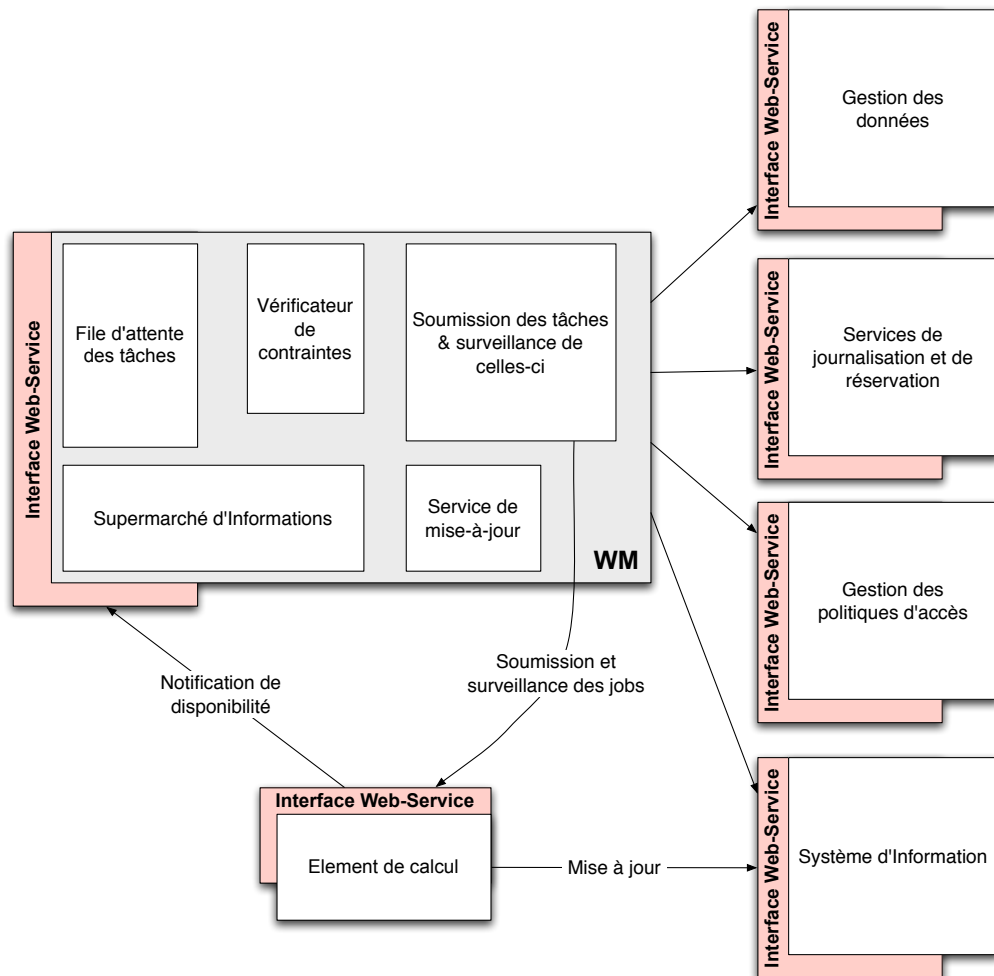 Interface Web-Service
Gestion des
données
Interface Web-Service
File d'attente
des tâches
Vérificateur
de
contraintes
Soumission des tâches
& surveillance de
celles-ci
Supermarché d'Informations
Service de
mise-à-jour
WM
Interface Web-Service
Services de
journalisation et de
réservation
Interface Web-Service
Gestion des
politiques d'accès
Notification de
disponibilité
Soumission et
surveillance des jobs
Interface Web-Service
Element de calcul
Mise à jour
Interface Web-Service
Système d'Information